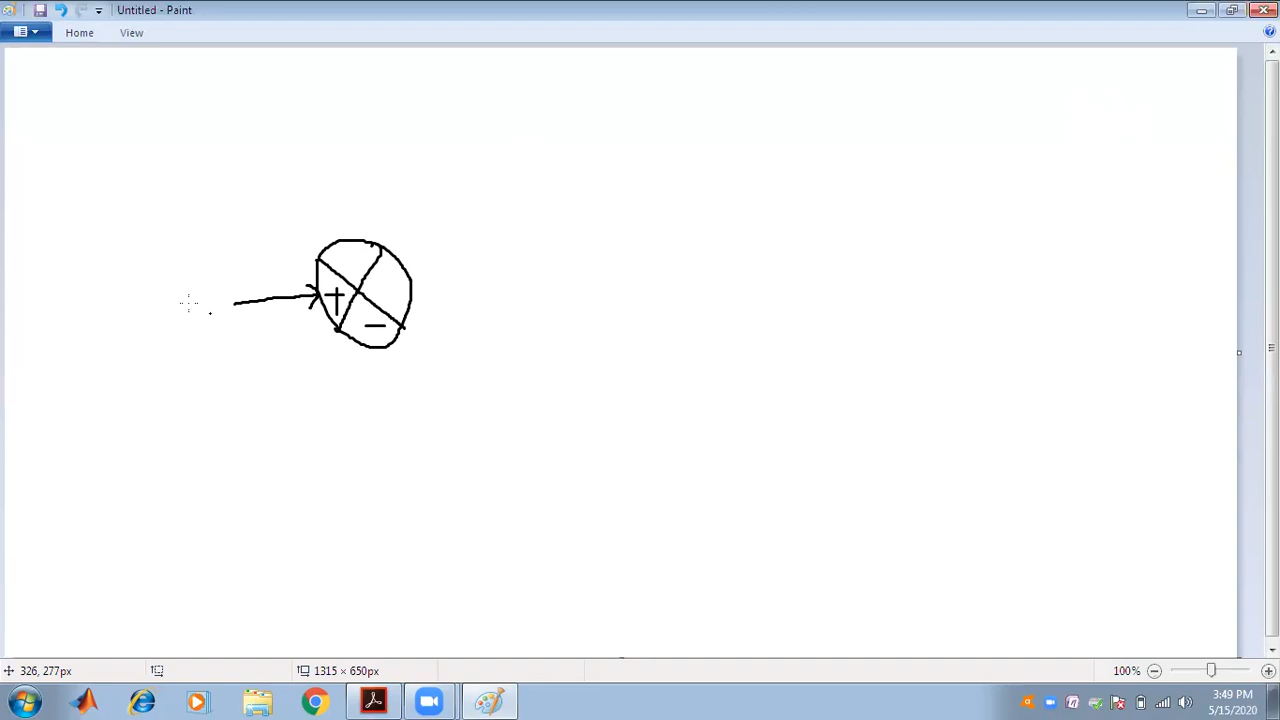 Untitled - Paint
Home View
+
−
326, 277px 1315 × 650px 100%
3:49 PM
5/15/2020